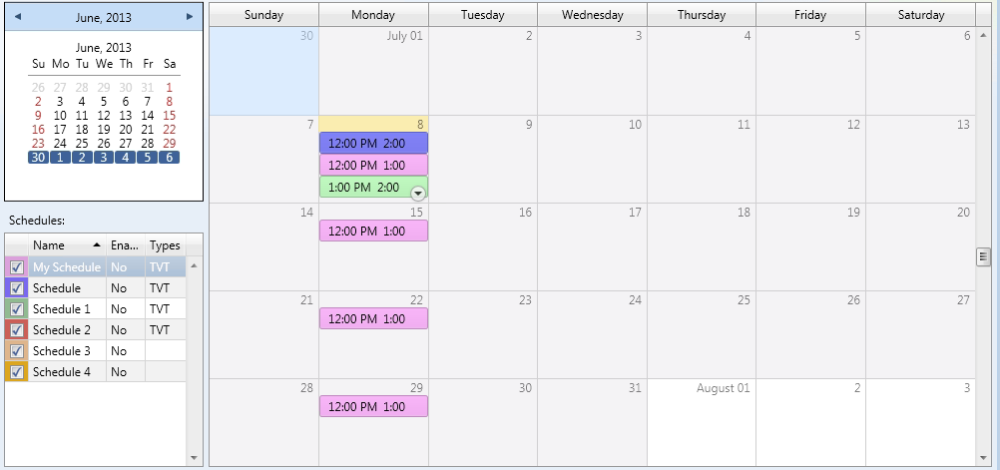 June, 2013
June, 2013
Su Mo Tu We Th Fr Sa
26 27 28 29 30 31 1
2 3 4 5 6 7 8
9 10 11 12 13 14 15
16 17 18 19 20 21 22
23 24 25 26 27 28 29
30 1 2 3 4 5 6
Schedules:
Name Ena... Types
My Schedule No TVT
Schedule No TVT
Schedule 1 No TVT
Schedule 2 No TVT
Schedule 3 No
Schedule 4 No
Sunday Monday Tuesday Wednesday Thursday Friday Saturday
30 July 01 2 3 4 5 6
7 8 9 10 11 12 13
12:00 PM 2:00
12:00 PM 1:00
1:00 PM 2:00
14 15 16 17 18 19 20
12:00 PM 1:00
21 22 23 24 25 26 27
12:00 PM 1:00
28 29 30 31 August 01 2 3
12:00 PM 1:00